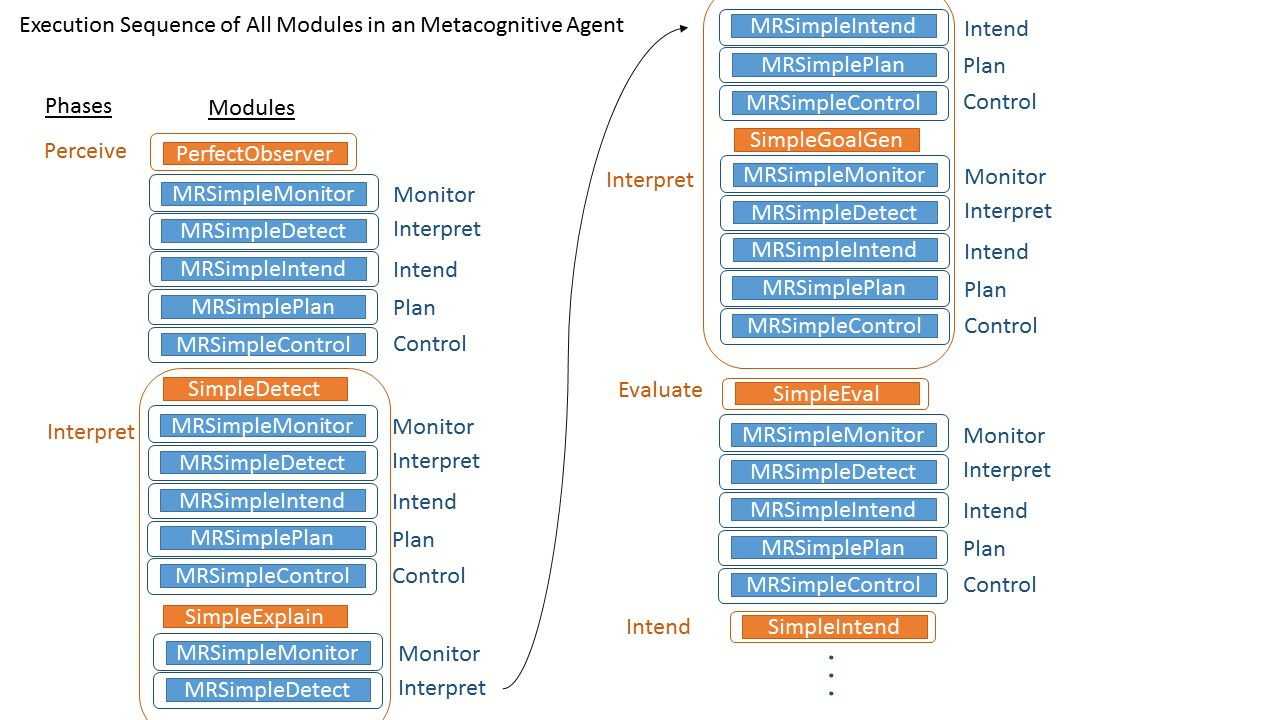 Execution Sequence of All Modules in an Metacognitive Agent
Phases Modules
Perceive PerfectObserver
MRSimpleMonitor Monitor
MRSimpleDetect Interpret
MRSimpleIntend Intend
MRSimplePlan Plan
MRSimpleControl Control
SimpleDetect
Interpret
MRSimpleMonitor Monitor
MRSimpleDetect Interpret
MRSimpleIntend Intend
MRSimplePlan Plan
MRSimpleControl Control
SimpleExplain
MRSimpleMonitor Monitor
MRSimpleDetect Interpret
MRSimpleIntend Intend
MRSimplePlan Plan
MRSimpleControl Control
SimpleGoalGen
Interpret
MRSimpleMonitor Monitor
MRSimpleDetect Interpret
MRSimpleIntend Intend
MRSimplePlan Plan
MRSimpleControl Control
Evaluate SimpleEval
MRSimpleMonitor Monitor
MRSimpleDetect Interpret
MRSimpleIntend Intend
MRSimplePlan Plan
MRSimpleControl Control
Intend SimpleIntend